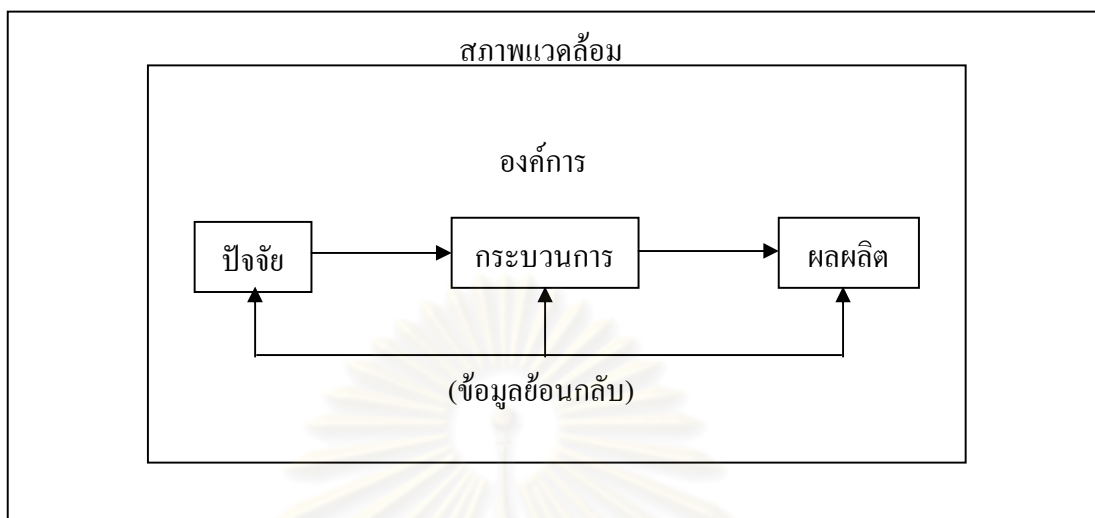 สภาพแวดล้อม
องค์การ
ปัจจัย กระบวนการ ผลผลิต
(ข้อมูลย้อนกลับ)